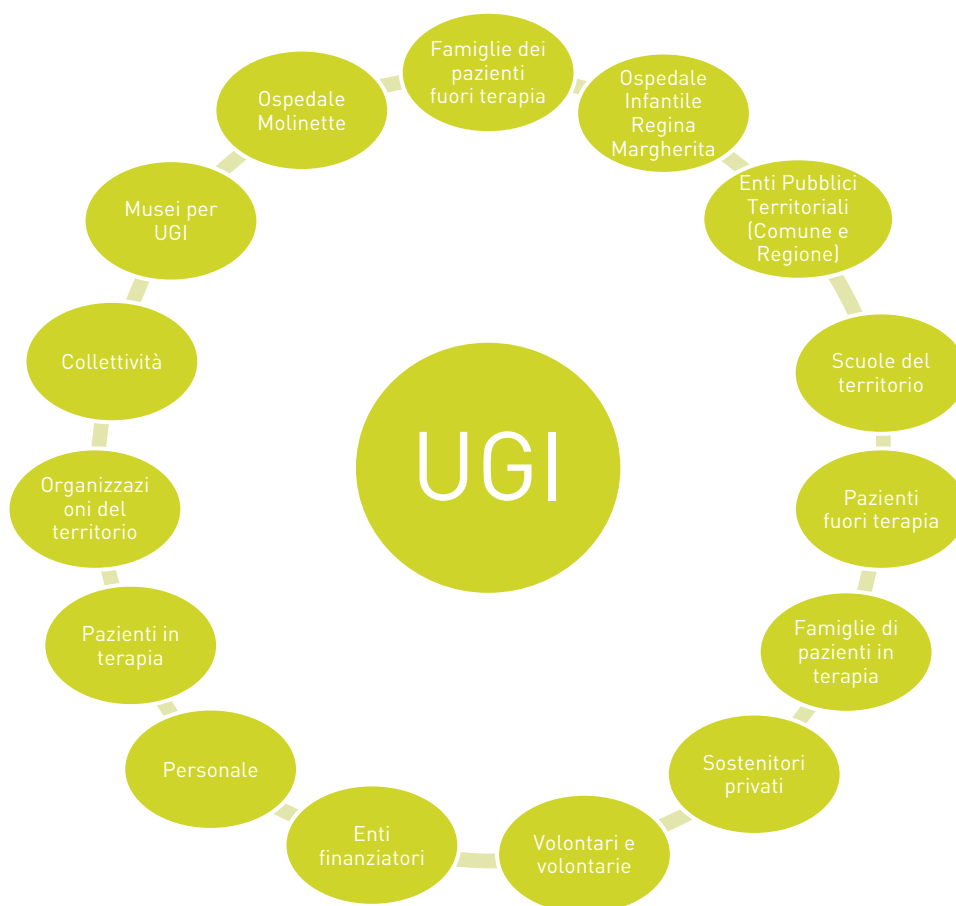 Famiglie dei
pazienti
fuori terapia
Ospedale
Infantile
Regina
Margherita
Enti Pubblici
Territoriali
(Comune e
Regione)
Scuole del
territorio
Pazienti
fuori terapia
Famiglie di
pazienti in
terapia
Sostenitori
privati
Volontari e
volontarie
Enti
finanziatori
Personale
Pazienti in
terapia
Organizzazi
oni del
territorio
Collettività
Musei per
UGI
Ospedale
Molinette
UGI